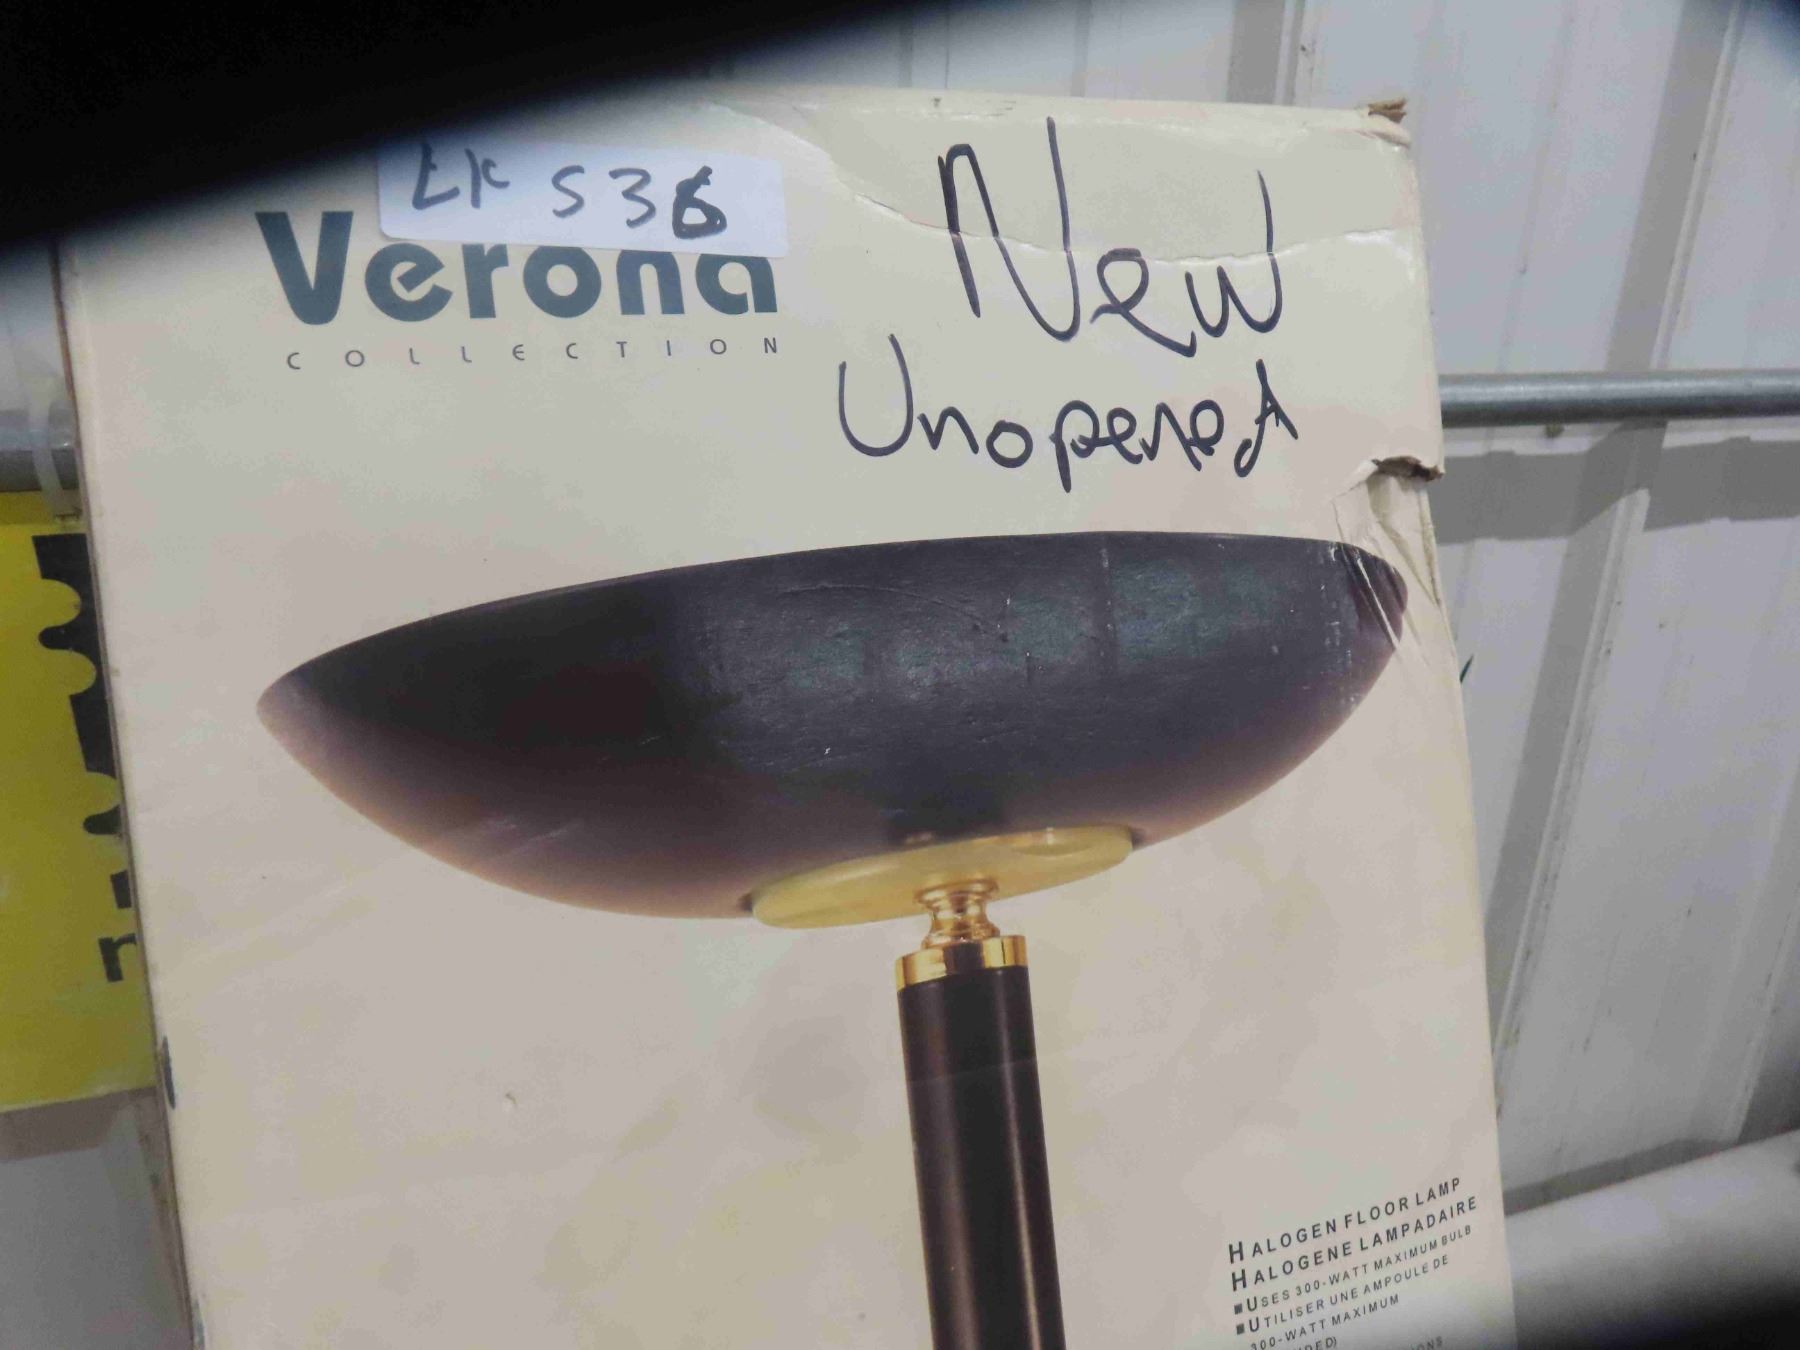 EK 536
Verona
COLLECTION
New
Unopened
HALOGEN FLOOR LAMP
HALOGENE LAMPADAIRE
■USES 300-WATT MAXIMUM BULB
■UTILISER UNE AMPOULE DE
300-WATT MAXIMUM